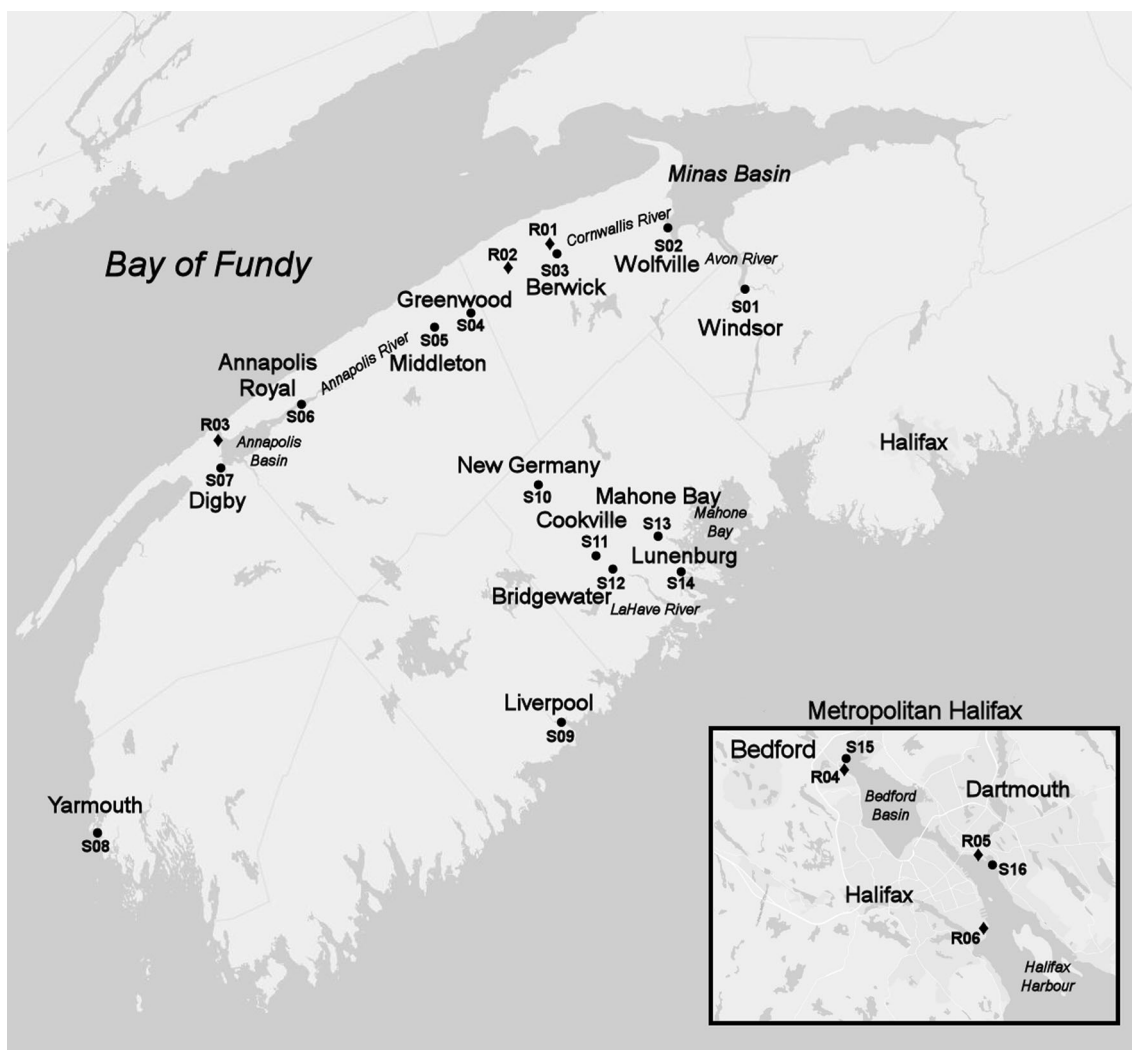 Minas Basin
Cornwallis River
R01
S02
R02
S03
Wolfville
Avon River
Bay of Fundy
Berwick
Greenwood
S01
S04
Windsor
S05
Annapolis River
Middleton
Annapolis
Royal
S06
R03
Annapolis
Basin
Halifax
S07
Digby
New Germany
S10
Mahone Bay
Mahone
Bay
Cookville
S13
S11
Lunenburg
S12
S14
Bridgewater
LaHave River
Liverpool
S09
Yarmouth
S08
Metropolitan Halifax
Bedford
S15
R04
Dartmouth
Bedford
Basin
R05
S16
Halifax
R06
Halifax
Harbour